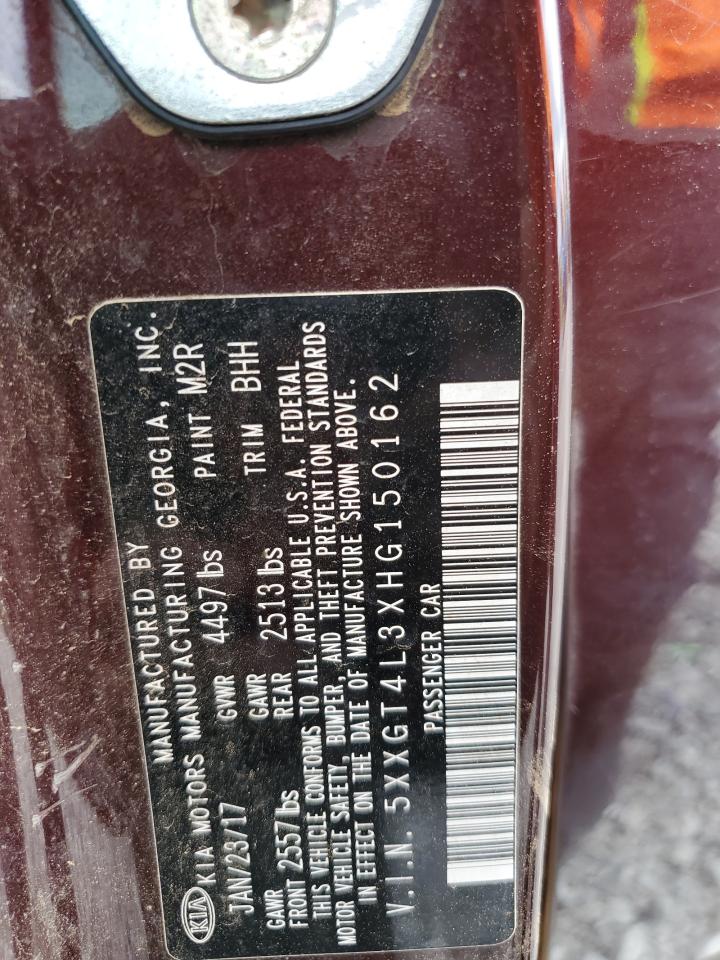 MANUFACTURED BY
KIA KIA MOTORS MANUFACTURING GEORGIA, INC.
JAN/23/17 GVWR 4497 lbs PAINT M2R
GAWR FRONT 2557 lbs GAWR REAR 2513 lbs TRIM BHH
THIS VEHICLE CONFORMS TO ALL APPLICABLE U.S.A. FEDERAL
MOTOR VEHICLE SAFETY, BUMPER, AND THEFT PREVENTION STANDARDS
IN EFFECT ON THE DATE OF MANUFACTURE SHOWN ABOVE.
V.I.N. 5XXGT4L3XHG150162
PASSENGER CAR